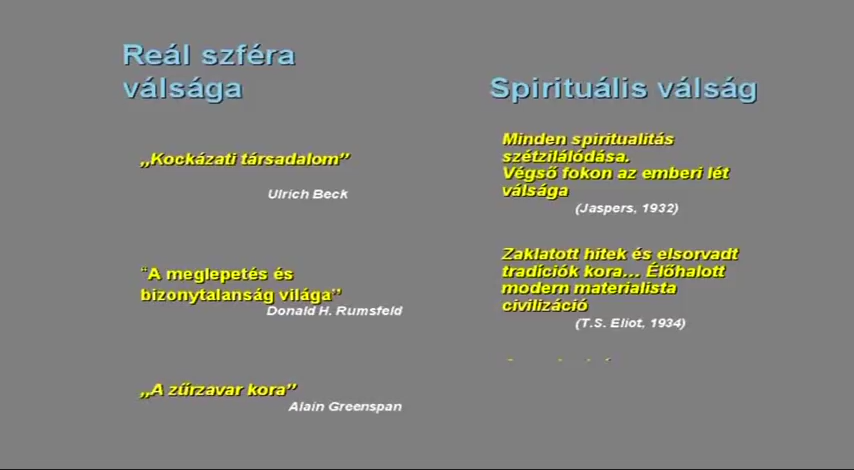 Reál szféra
válsága
„Kockázati társadalom”
Ulrich Beck
“A meglepetés és
bizonytalanság világa”
Donald H. Rumsfeld
„A zűrzavar kora”
Alain Greenspan
Spirituális válság
Minden spiritualitás
szétzilálódása.
Végső fokon az emberi lét
válsága
(Jaspers, 1932)
Zaklatott hitek és elsorvadt
tradíciók kora... Élőhalott
modern materialista
civilizáció
(T.S. Eliot, 1934)